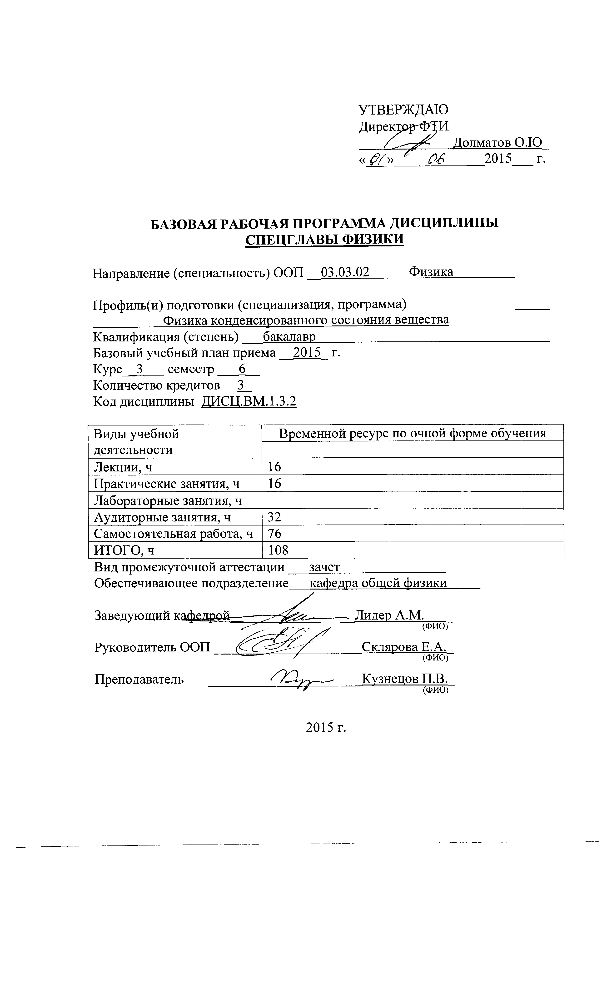 УТВЕРЖДАЮ
Директор ФТИ
Долматов О.Ю
«01» 06 2015 г.
БАЗОВАЯ РАБОЧАЯ ПРОГРАММА ДИСЦИПЛИНЫ
СПЕЦГЛАВЫ ФИЗИКИ
Направление (специальность) ООП 03.03.02 Физика
Профиль(и) подготовки (специализация, программа)
Физика конденсированного состояния вещества
Квалификация (степень) бакалавр
Базовый учебный план приема 2015 г.
Курс 3 семестр 6
Количество кредитов 3
Код дисциплины ДИСЦ.ВМ.1.3.2
Виды учебной деятельности Временной ресурс по очной форме обучения
Лекции, ч 16
Практические занятия, ч 16
Лабораторные занятия, ч
Аудиторные занятия, ч 32
Самостоятельная работа, ч 76
ИТОГО, ч 108
Вид промежуточной аттестации зачет
Обеспечивающее подразделение кафедра общей физики
Заведующий кафедрой Лидер А.М.
(ФИО)
Руководитель ООП Склярова Е.А.
(ФИО)
Преподаватель Кузнецов П.В.
(ФИО)
2015 г.